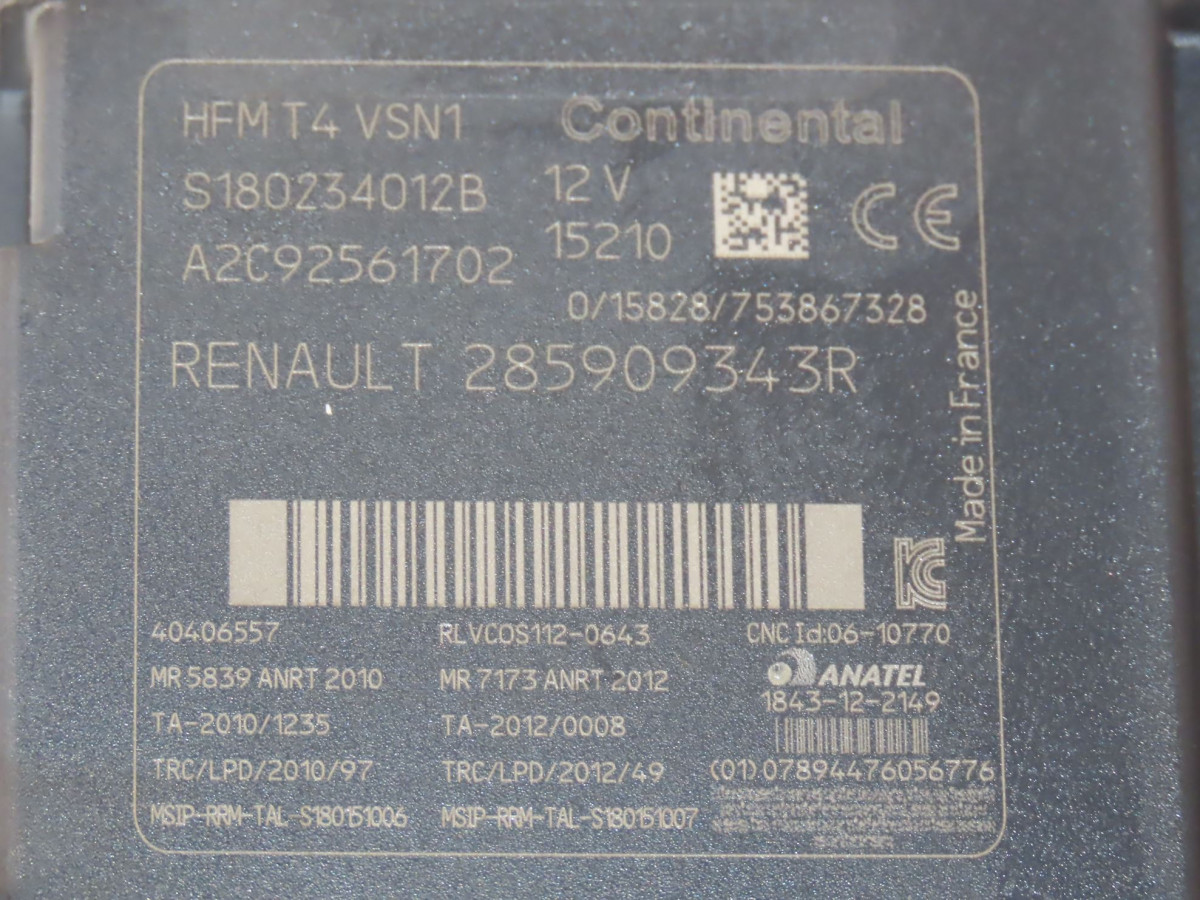 HFM T4 VSN1
Continental
S180234012B
12 V
CE
A2C92561702
15210
0/15828/753867328
RENAULT 285909343R
Made in France
40406557
RLVCOS112-0643
CNC Id:06-10770
MR 5839 ANRT 2010
MR 7173 ANRT 2012
ANATEL
1843-12-2149
TA-2010/1235
TA-2012/0008
TRC/LPD/2010/97
TRC/LPD/2012/49
(01)07894476056776
MSIP-RRM-TAL-S180151006
MSIP-RRM-TAL-S180151007